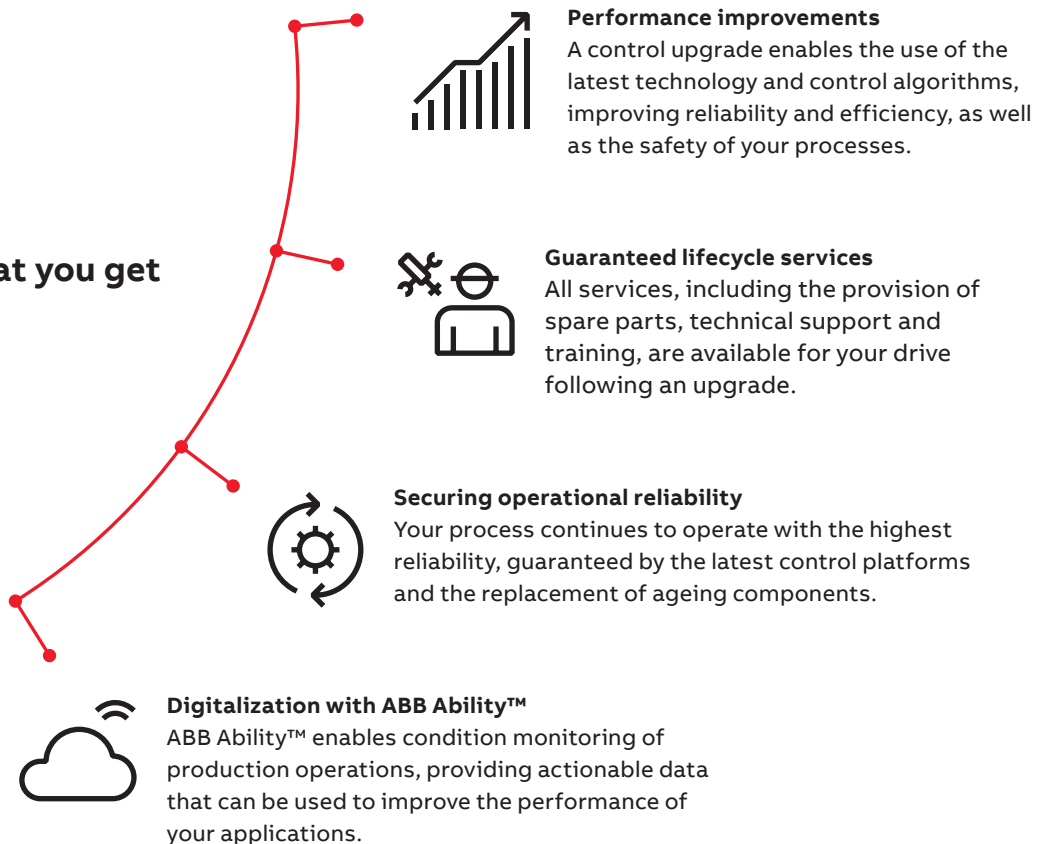 Performance improvements
A control upgrade enables the use of the
latest technology and control algorithms,
improving reliability and efficiency, as well
as the safety of your processes.
at you get
Guaranteed lifecycle services
All services, including the provision of
spare parts, technical support and
training, are available for your drive
following an upgrade.
Securing operational reliability
Your process continues to operate with the highest
reliability, guaranteed by the latest control platforms
and the replacement of ageing components.
Digitalization with ABB Ability™
ABB Ability™ enables condition monitoring of
production operations, providing actionable data
that can be used to improve the performance of
your applications.